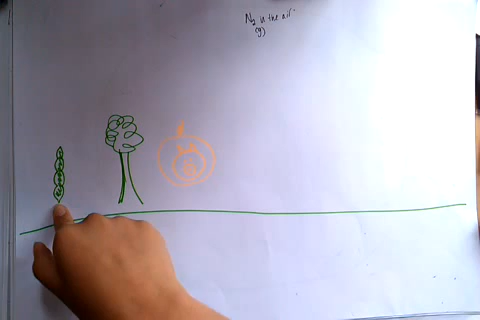 N₂ in the air
(g)